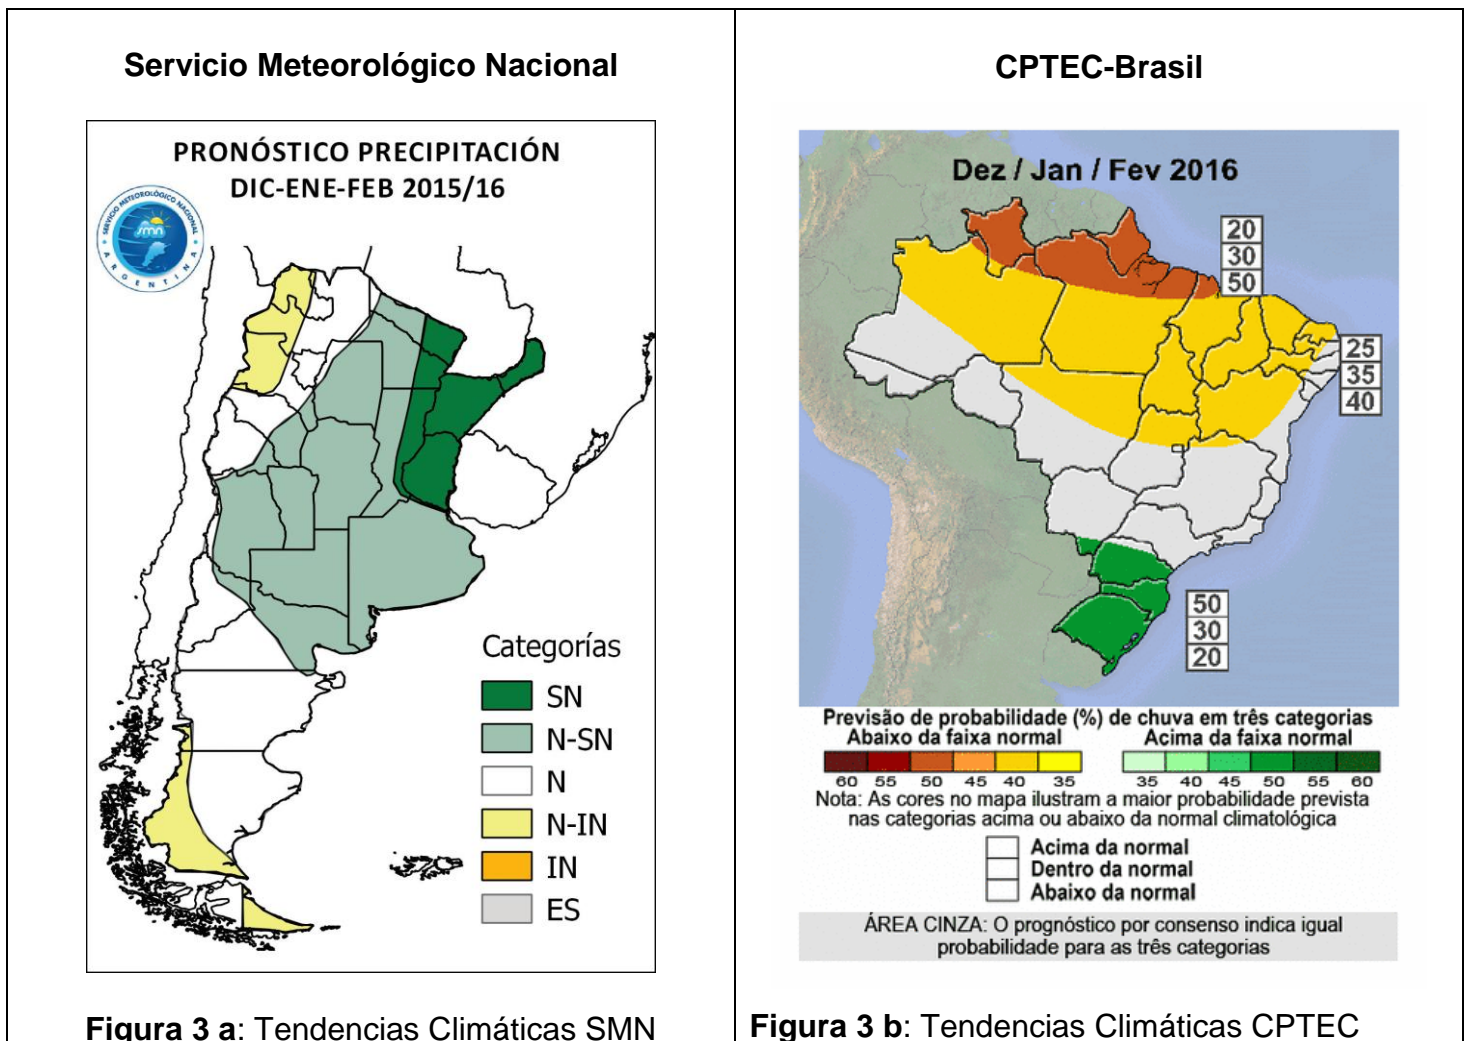 Servicio Meteorológico Nacional
PRONÓSTICO PRECIPITACIÓN
DIC-ENE-FEB 2015/16
SERVICIO METEOROLÓGICO NACIONAL
smn
ARGENTINA
Categorías
SN
N-SN
N
N-IN
IN
ES
Figura 3 a: Tendencias Climáticas SMN
CPTEC-Brasil
Dez / Jan / Fev 2016
20
30
50
25
35
40
50
30
20
Previsão de probabilidade (%) de chuva em três categorias
Abaixo da faixa normal Acima da faixa normal
60 55 50 45 40 35 35 40 45 50 55 60
Nota: As cores no mapa ilustram a maior probabilidade prevista
nas categorias acima ou abaixo da normal climatológica
Acima da normal
Dentro da normal
Abaixo da normal
ÁREA CINZA: O prognóstico por consenso indica igual
probabilidade para as três categorias
Figura 3 b: Tendencias Climáticas CPTEC